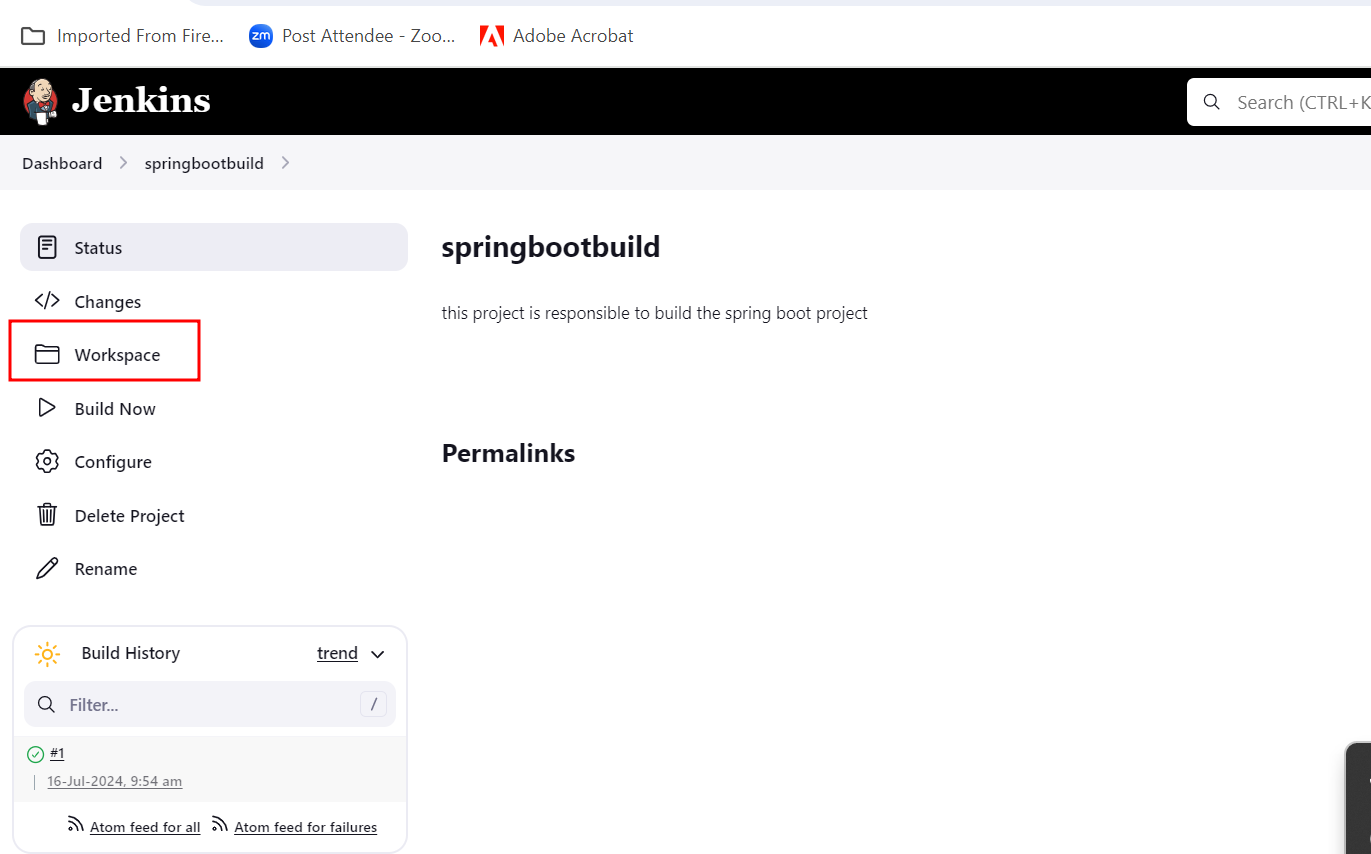 Imported From Fire... Post Attendee - Zoo... Adobe Acrobat
Jenkins
Search (CTRL+K
Dashboard springbootbuild
Status
Changes
Workspace
Build Now
Configure
Delete Project
Rename
springbootbuild
this project is responsible to build the spring boot project
Permalinks
Build History trend
Filter... /
#1
16-Jul-2024, 9:54 am
Atom feed for all Atom feed for failures